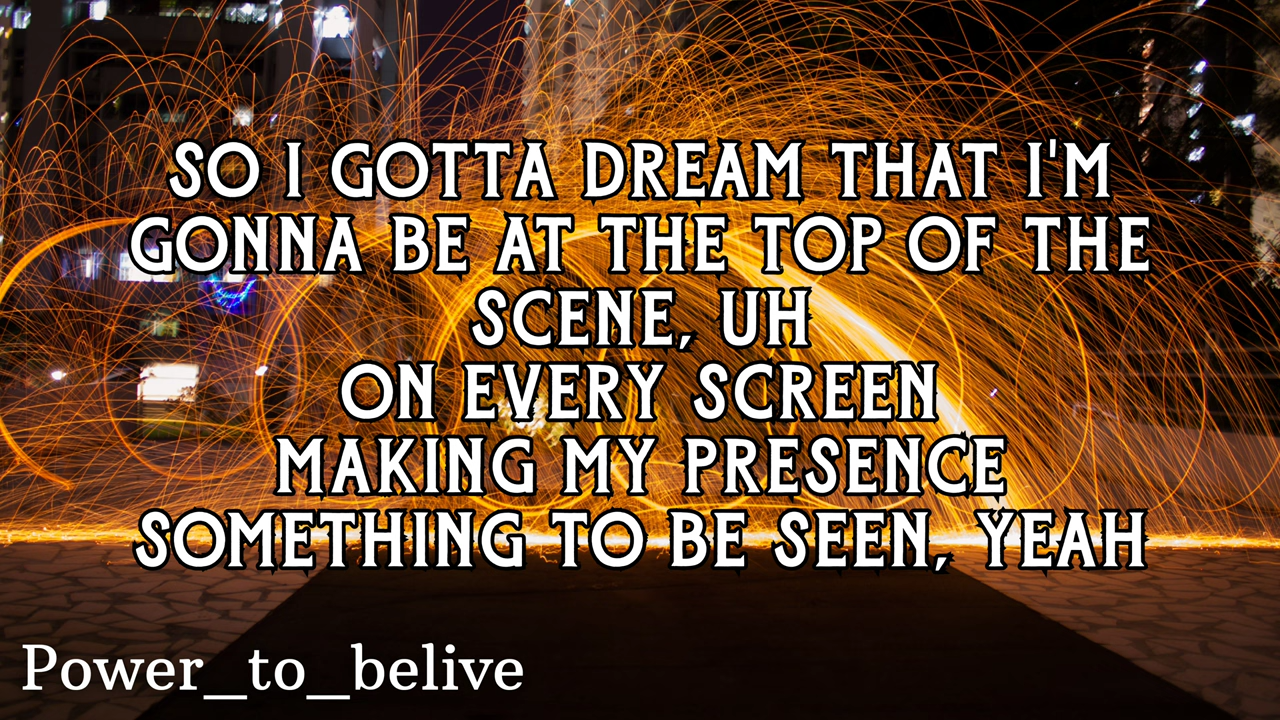 SO I GOTTA DREAM THAT I'M
GONNA BE AT THE TOP OF THE
SCENE, UH
ON EVERY SCREEN
MAKING MY PRESENCE
SOMETHING TO BE SEEN, YEAH
Power_to_belive